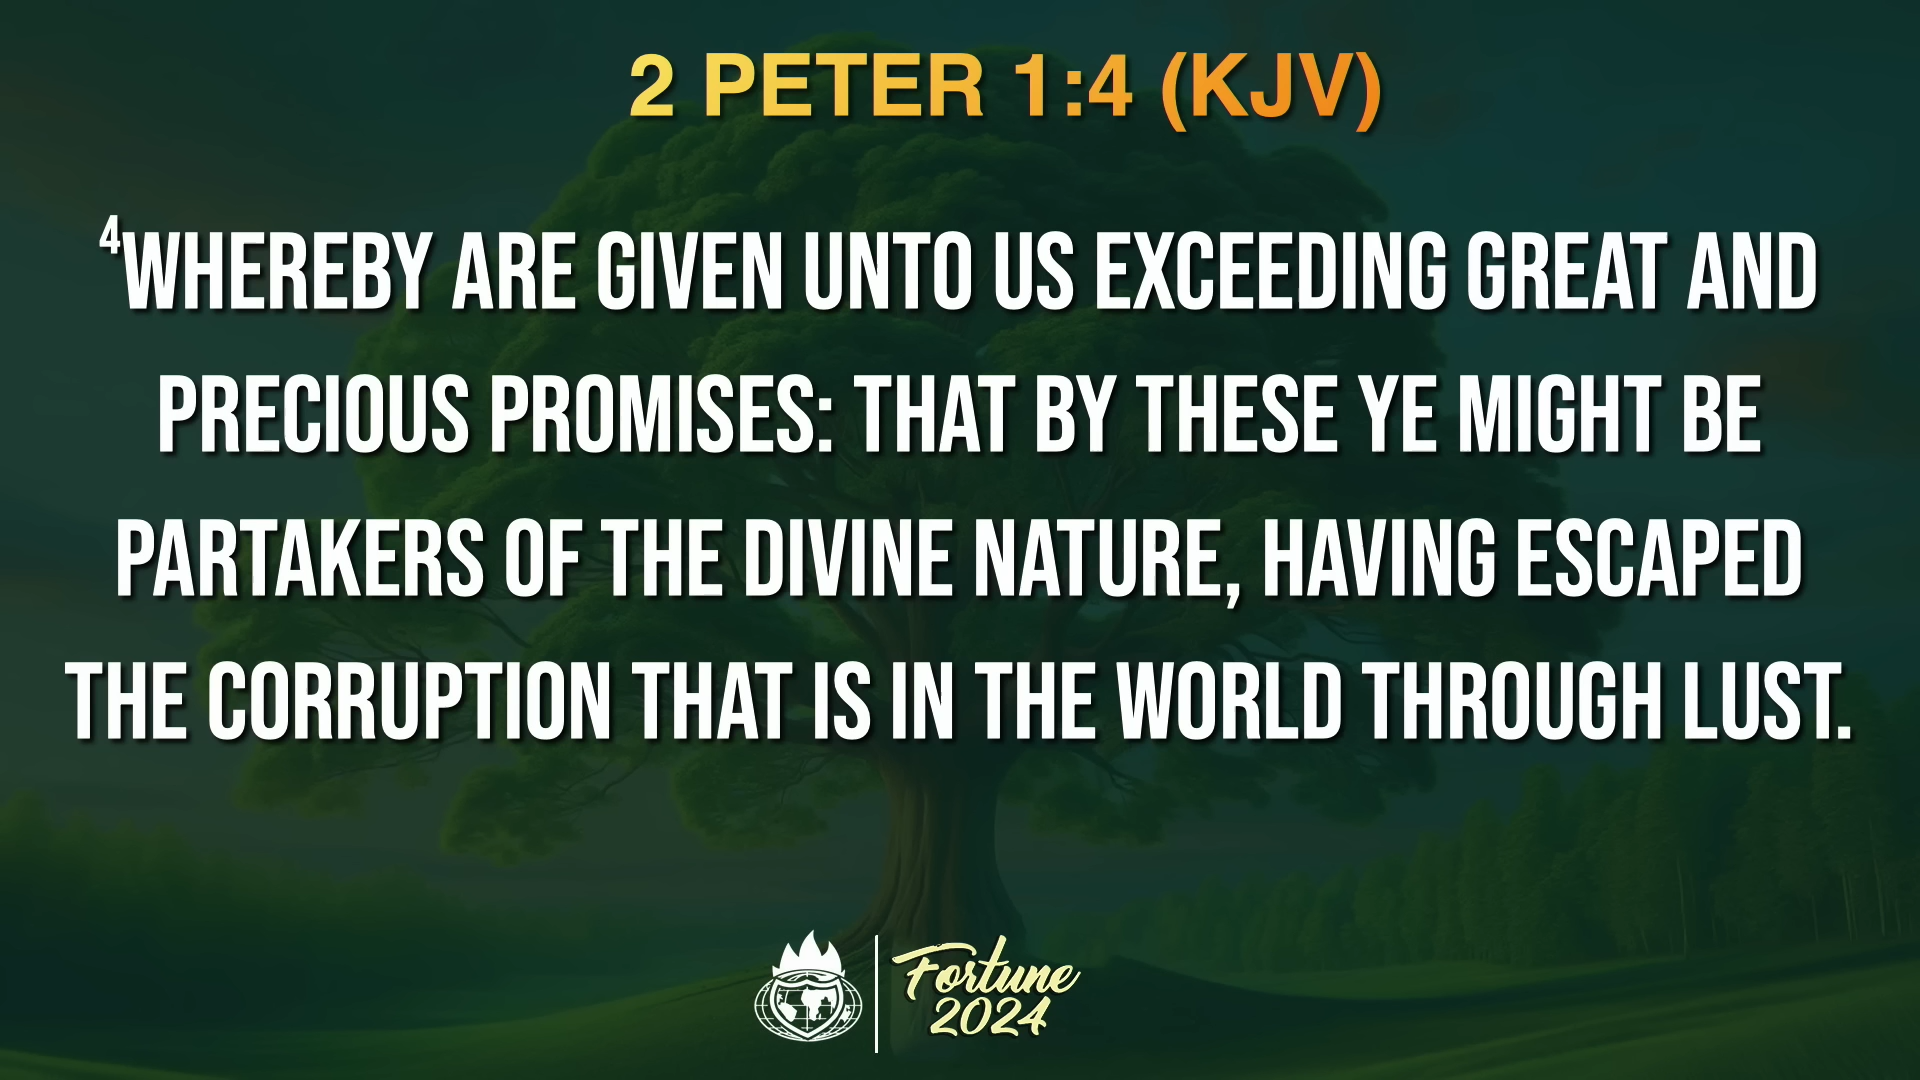 2 PETER 1:4 (KJV)
4WHEREBY ARE GIVEN UNTO US EXCEEDING GREAT AND
PRECIOUS PROMISES: THAT BY THESE YE MIGHT BE
PARTAKERS OF THE DIVINE NATURE, HAVING ESCAPED
THE CORRUPTION THAT IS IN THE WORLD THROUGH LUST.
Fortune
2024